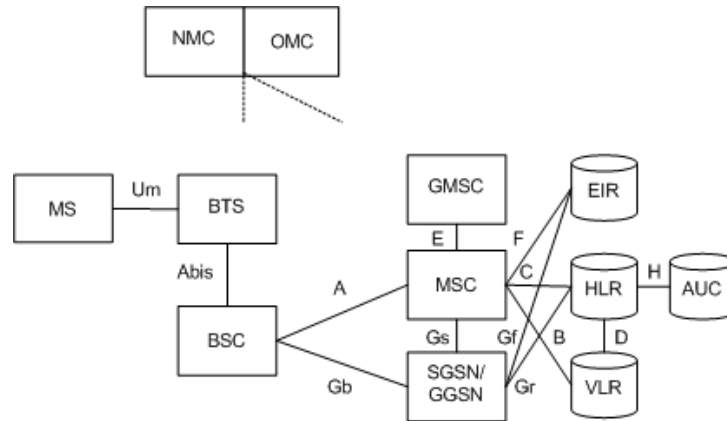 NMC
OMC
GMSC
EIR
Um
MS
BTS
E
F
Abis
A
MSC
C
HLR
H
AUC
BSC
Gs
Gf
B
D
Gb
SGSN/
GGSN
Gr
VLR